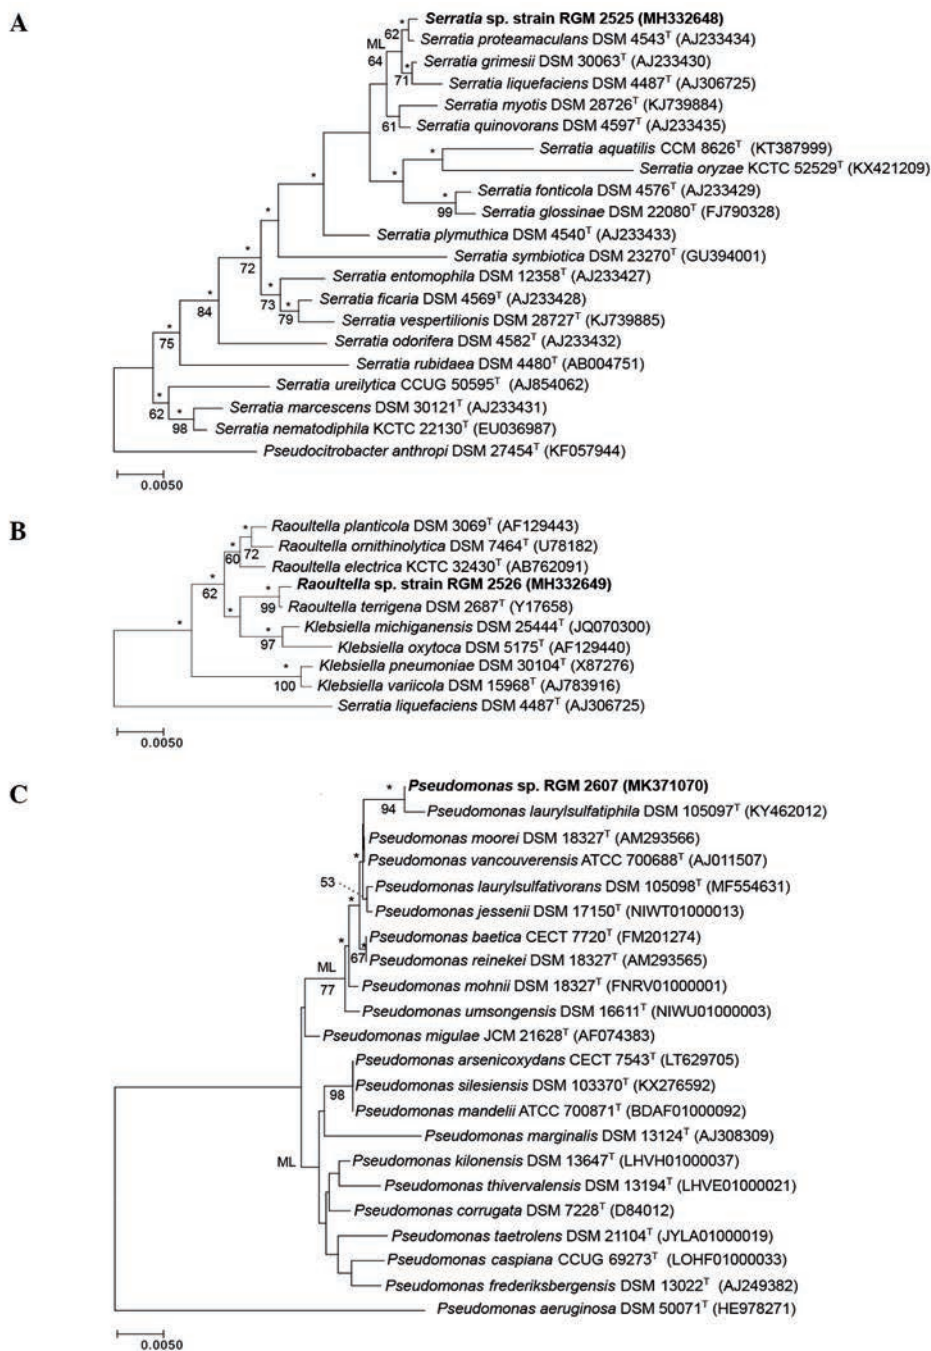 A
* Serratia sp. strain RGM 2525 (MH332648)
62 Serratia proteamaculans DSM 4543ᵀ (AJ233434)
ML
64 * Serratia grimesii DSM 30063ᵀ (AJ233430)
71 Serratia liquefaciens DSM 4487ᵀ (AJ306725)
Serratia myotis DSM 28726ᵀ (KJ739884)
61 Serratia quinovorans DSM 4597ᵀ (AJ233435)
* Serratia aquatilis CCM 8626ᵀ (KT387999)
* * Serratia oryzae KCTC 52529ᵀ (KX421209)
* Serratia fonticola DSM 4576ᵀ (AJ233429)
99 Serratia glossinae DSM 22080ᵀ (FJ790328)
* Serratia plymuthica DSM 4540ᵀ (AJ233433)
* Serratia symbiotica DSM 23270ᵀ (GU394001)
72 * Serratia entomophila DSM 12358ᵀ (AJ233427)
73 * Serratia ficaria DSM 4569ᵀ (AJ233428)
84 79 Serratia vespertilionis DSM 28727ᵀ (KJ739885)
* Serratia odorifera DSM 4582ᵀ (AJ233432)
75 Serratia rubidaea DSM 4480ᵀ (AB004751)
* Serratia ureilytica CCUG 50595ᵀ (AJ854062)
62 * Serratia marcescens DSM 30121ᵀ (AJ233431)
98 Serratia nematodiphila KCTC 22130ᵀ (EU036987)
Pseudocitrobacter anthropi DSM 27454ᵀ (KF057944)
0.0050
B
* Raoultella planticola DSM 3069ᵀ (AF129443)
* 60 72 Raoultella ornithinolytica DSM 7464ᵀ (U78182)
* Raoultella electrica KCTC 32430ᵀ (AB762091)
62 * Raoultella sp. strain RGM 2526 (MH332649)
* 99 Raoultella terrigena DSM 2687ᵀ (Y17658)
* * Klebsiella michiganensis DSM 25444ᵀ (JQ070300)
97 Klebsiella oxytoca DSM 5175ᵀ (AF129440)
* Klebsiella pneumoniae DSM 30104ᵀ (X87276)
100 Klebsiella variicola DSM 15968ᵀ (AJ783916)
Serratia liquefaciens DSM 4487ᵀ (AJ306725)
0.0050
C
* Pseudomonas sp. RGM 2607 (MK371070)
94 Pseudomonas laurylsulfatiphila DSM 105097ᵀ (KY462012)
Pseudomonas moorei DSM 18327ᵀ (AM293566)
* Pseudomonas vancouverensis ATCC 700688ᵀ (AJ011507)
53 Pseudomonas laurylsulfativorans DSM 105098ᵀ (MF554631)
* Pseudomonas jessenii DSM 17150ᵀ (NIWT01000013)
* * Pseudomonas baetica CECT 7720ᵀ (FM201274)
67 Pseudomonas reinekei DSM 18327ᵀ (AM293565)
ML
77 Pseudomonas mohnii DSM 18327ᵀ (FNRV01000001)
Pseudomonas umsongensis DSM 16611ᵀ (NIWU01000003)
Pseudomonas migulae JCM 21628ᵀ (AF074383)
Pseudomonas arsenicoxydans CECT 7543ᵀ (LT629705)
98 Pseudomonas silesiensis DSM 103370ᵀ (KX276592)
Pseudomonas mandelii ATCC 700871ᵀ (BDAF01000092)
Pseudomonas marginalis DSM 13124ᵀ (AJ308309)
ML Pseudomonas kilonensis DSM 13647ᵀ (LHVH01000037)
Pseudomonas thivervalensis DSM 13194ᵀ (LHVE01000021)
Pseudomonas corrugata DSM 7228ᵀ (D84012)
Pseudomonas taetrolens DSM 21104ᵀ (JYLA01000019)
Pseudomonas caspiana CCUG 69273ᵀ (LOHF01000033)
Pseudomonas frederiksbergensis DSM 13022ᵀ (AJ249382)
Pseudomonas aeruginosa DSM 50071ᵀ (HE978271)
0.0050